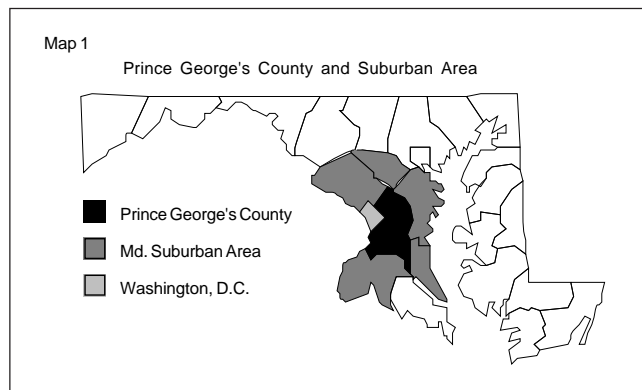 Map 1
Prince George's County and Suburban Area
Prince George's County
Md. Suburban Area
Washington, D.C.